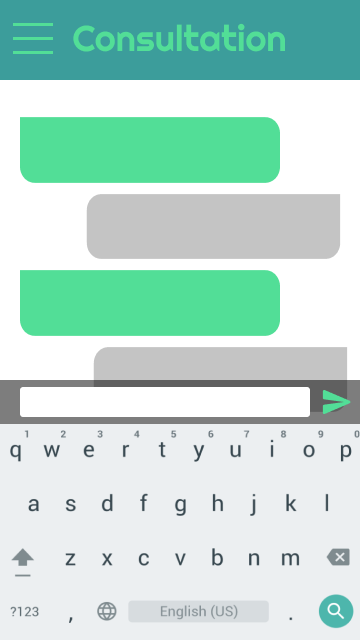 Consultation
1 2 3 4 5 6 7 8 9 0
q w e r t y u i o p
a s d f g h j k l
z x c v b n m
?123 , English (US) .